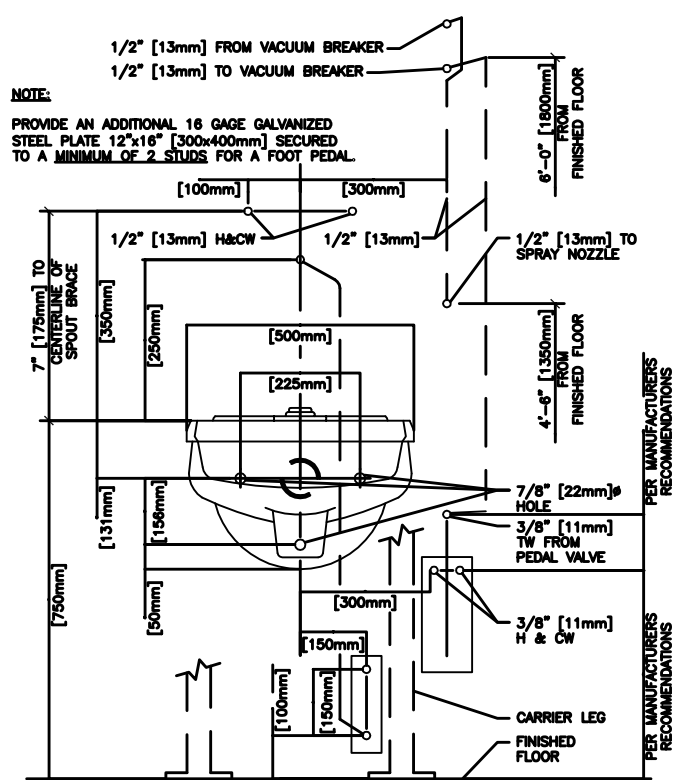 1/2" [13mm] FROM VACUUM BREAKER
1/2" [13mm] TO VACUUM BREAKER
NOTE:
PROVIDE AN ADDITIONAL 16 GAGE GALVANIZED
STEEL PLATE 12"x16" [300x400mm] SECURED
TO A MINIMUM OF 2 STUDS FOR A FOOT PEDAL.
6'-0" [1800mm]
FROM
FINISHED FLOOR
[100mm]
[300mm]
1/2" [13mm] H&CW
1/2" [13mm]
1/2" [13mm] TO
SPRAY NOZZLE
7" [175mm] TO
CENTERLINE OF
SPOUT BRACE
[350mm]
[250mm]
[500mm]
[225mm]
4'-6" [1350mm]
FROM
FINISHED FLOOR
PER MANUFACTURERS
RECOMMENDATIONS
7/8" [22mm]ø
HOLE
[131mm]
[156mm]
3/8" [11mm]
TW FROM
PEDAL VALVE
[750mm]
[50mm]
[300mm]
3/8" [11mm]
H & CW
[150mm]
[100mm]
[150mm]
PER MANUFACTURERS
RECOMMENDATIONS
CARRIER LEG
FINISHED
FLOOR